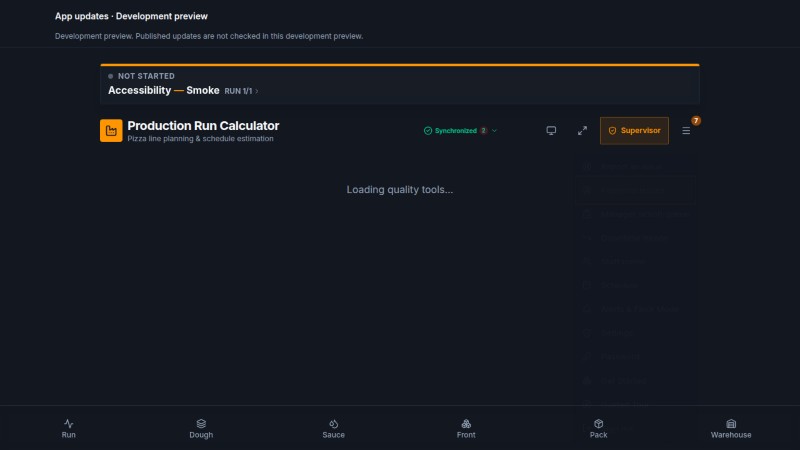 App updates · Development preview
Development preview. Published updates are not checked in this development preview.
NOT STARTED
Accessibility — Smoke RUN 1/1 ›
Production Run Calculator
Pizza line planning & schedule estimation
Synchronized 2
Supervisor
7
Loading quality tools...
Run
Dough
Sauce
Front
Pack
Warehouse